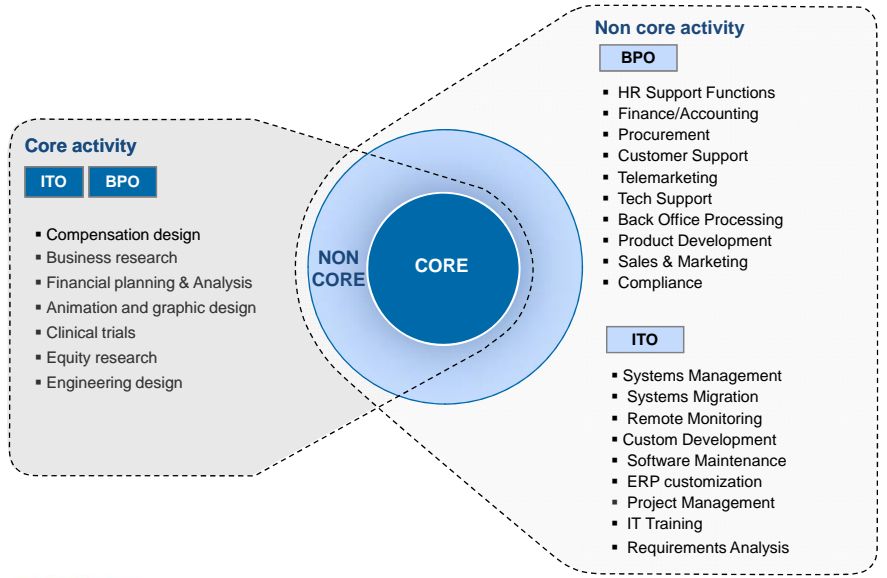 Core activity
ITO
BPO
▪ Compensation design
▪ Business research
▪ Financial planning & Analysis
▪ Animation and graphic design
▪ Clinical trials
▪ Equity research
▪ Engineering design
NON
CORE
CORE
Non core activity
BPO
▪ HR Support Functions
▪ Finance/Accounting
▪ Procurement
▪ Customer Support
▪ Telemarketing
▪ Tech Support
▪ Back Office Processing
▪ Product Development
▪ Sales & Marketing
▪ Compliance
ITO
▪ Systems Management
▪ Systems Migration
▪ Remote Monitoring
▪ Custom Development
▪ Software Maintenance
▪ ERP customization
▪ Project Management
▪ IT Training
▪ Requirements Analysis